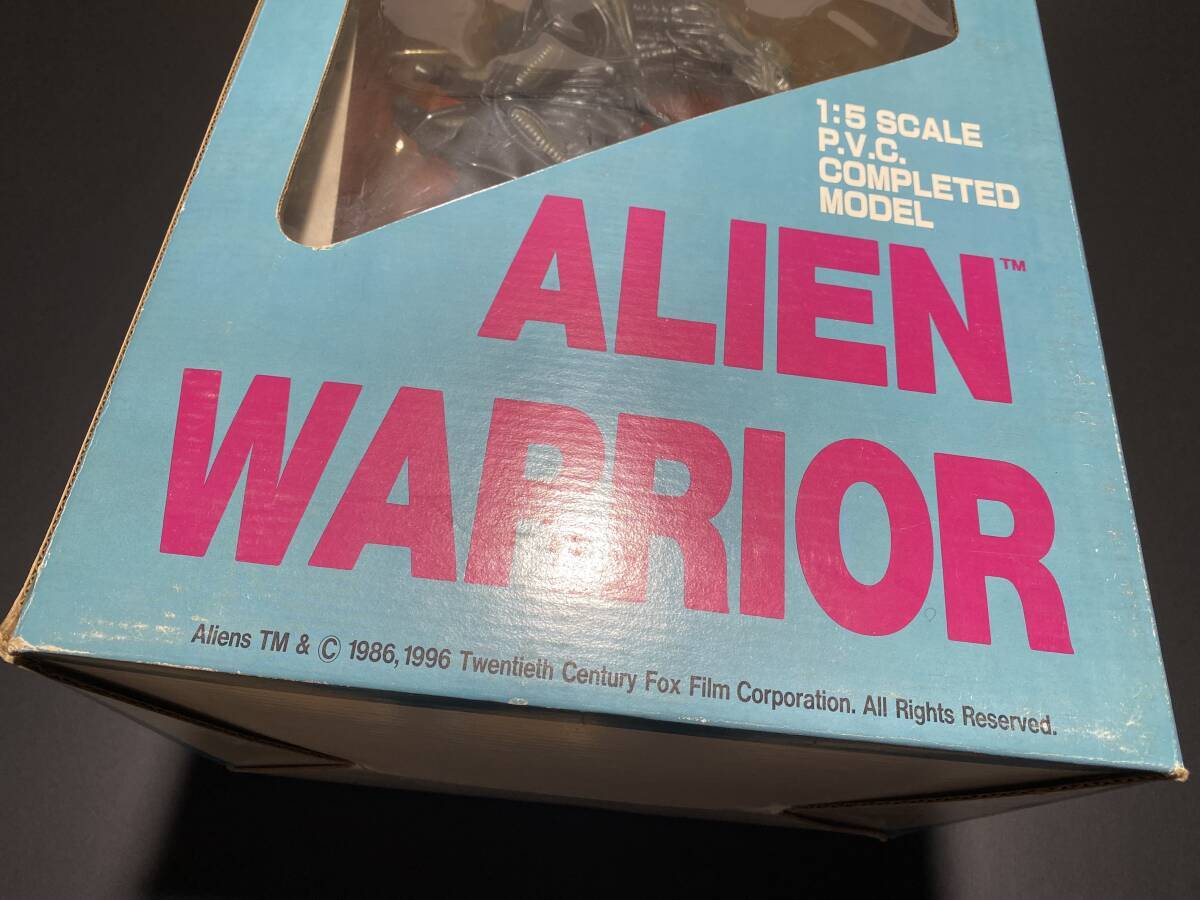 1:5 SCALE
P.V.C.
COMPLETED
MODEL
ALIEN™
WARRIOR
Aliens TM & © 1986, 1996 Twentieth Century Fox Film Corporation. All Rights Reserved.